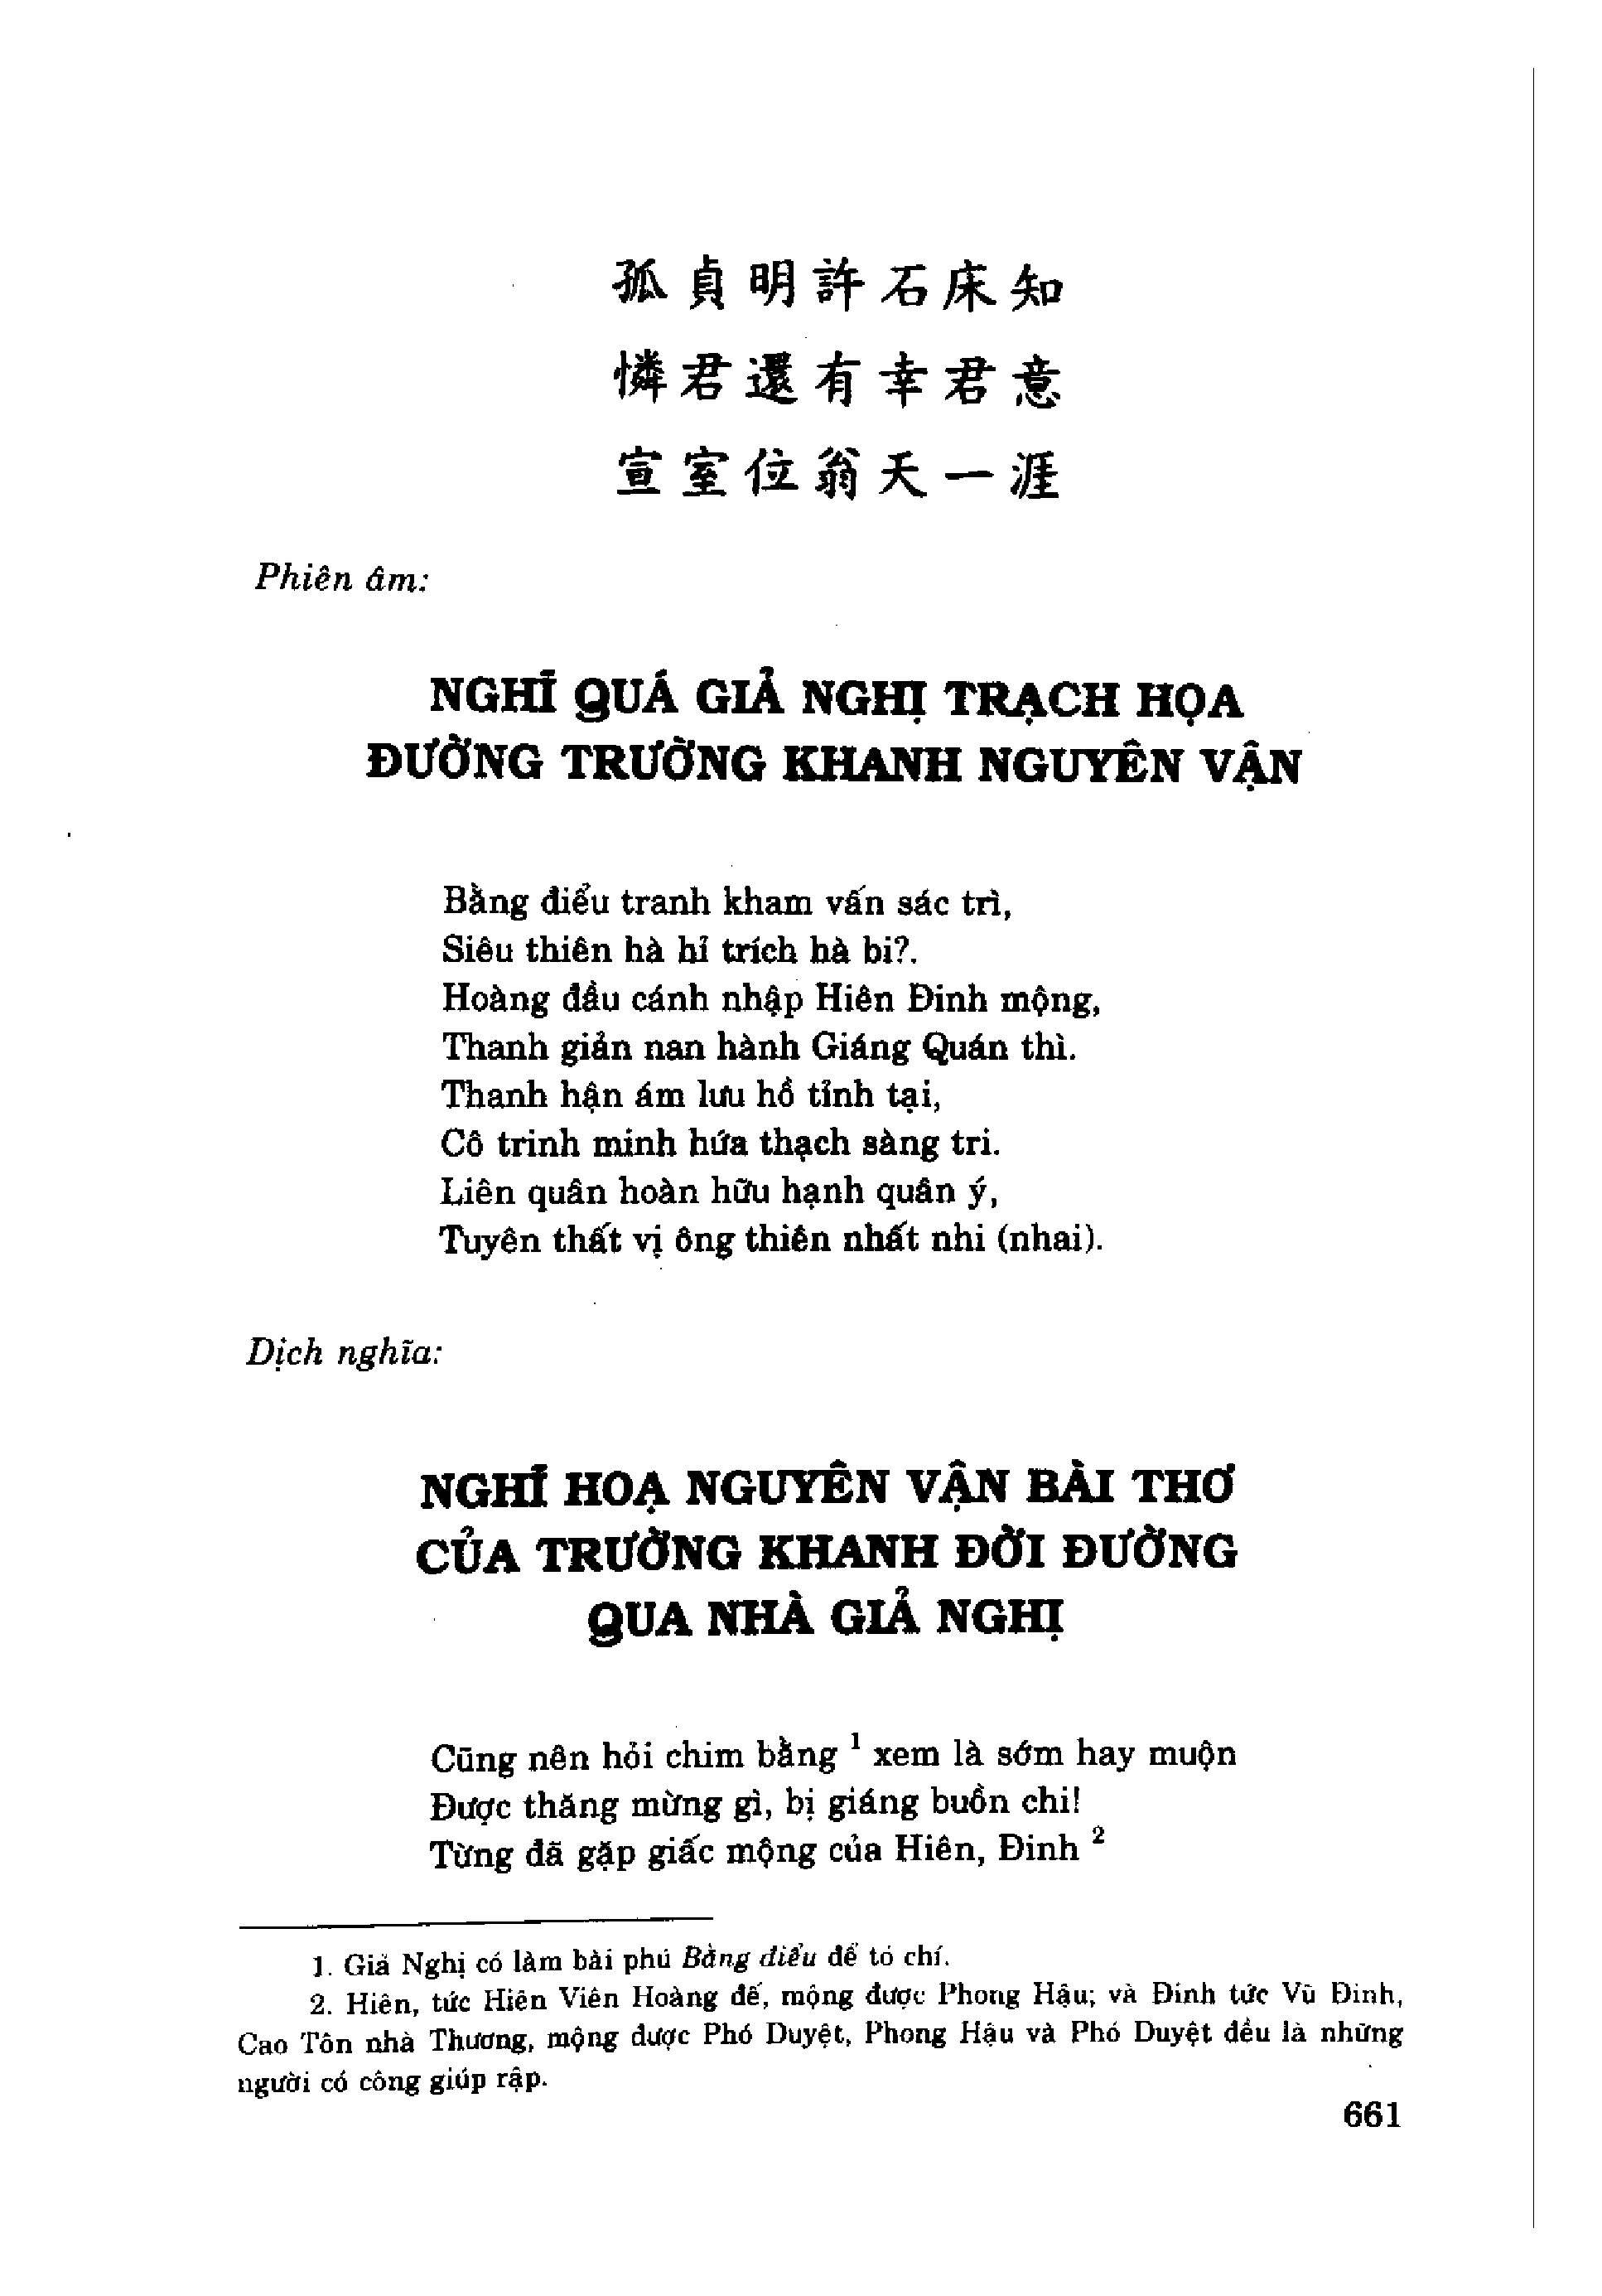 孤貞明許石床知
憐君還有幸君意
宣室位翁天一涯
Phiên âm:
NGHĨ QUÁ GIẢ NGHỊ TRẠCH HỌA
ĐƯỜNG TRƯỜNG KHANH NGUYÊN VẬN
Bằng điểu tranh kham vấn sác trì,
Siêu thiên hà hỉ trích hà bi?.
Hoàng đầu cánh nhập Hiên Đinh mộng,
Thanh giản nan hành Giáng Quán thì.
Thanh hận ám lưu hồ tỉnh tại,
Cô trinh minh hứa thạch sàng tri.
Liên quân hoàn hữu hạnh quân ý,
Tuyên thất vị ông thiên nhất nhi (nhai).
Dịch nghĩa:
NGHĨ HOẠ NGUYÊN VẬN BÀI THƠ
CỦA TRƯỜNG KHANH ĐỜI ĐƯỜNG
QUA NHÀ GIẢ NGHỊ
Cũng nên hỏi chim bằng 1 xem là sớm hay muộn
Được thăng mừng gì, bị giáng buồn chi!
Từng đã gặp giấc mộng của Hiên, Đinh 2
1. Giả Nghị có làm bài phú Bằng điểu để tỏ chí.
2. Hiên, tức Hiên Viên Hoàng đế, mộng được Phong Hậu; và Đinh tức Vũ Đinh,
Cao Tôn nhà Thương, mộng được Phó Duyệt, Phong Hậu và Phó Duyệt đều là những
người có công giúp rập.
661